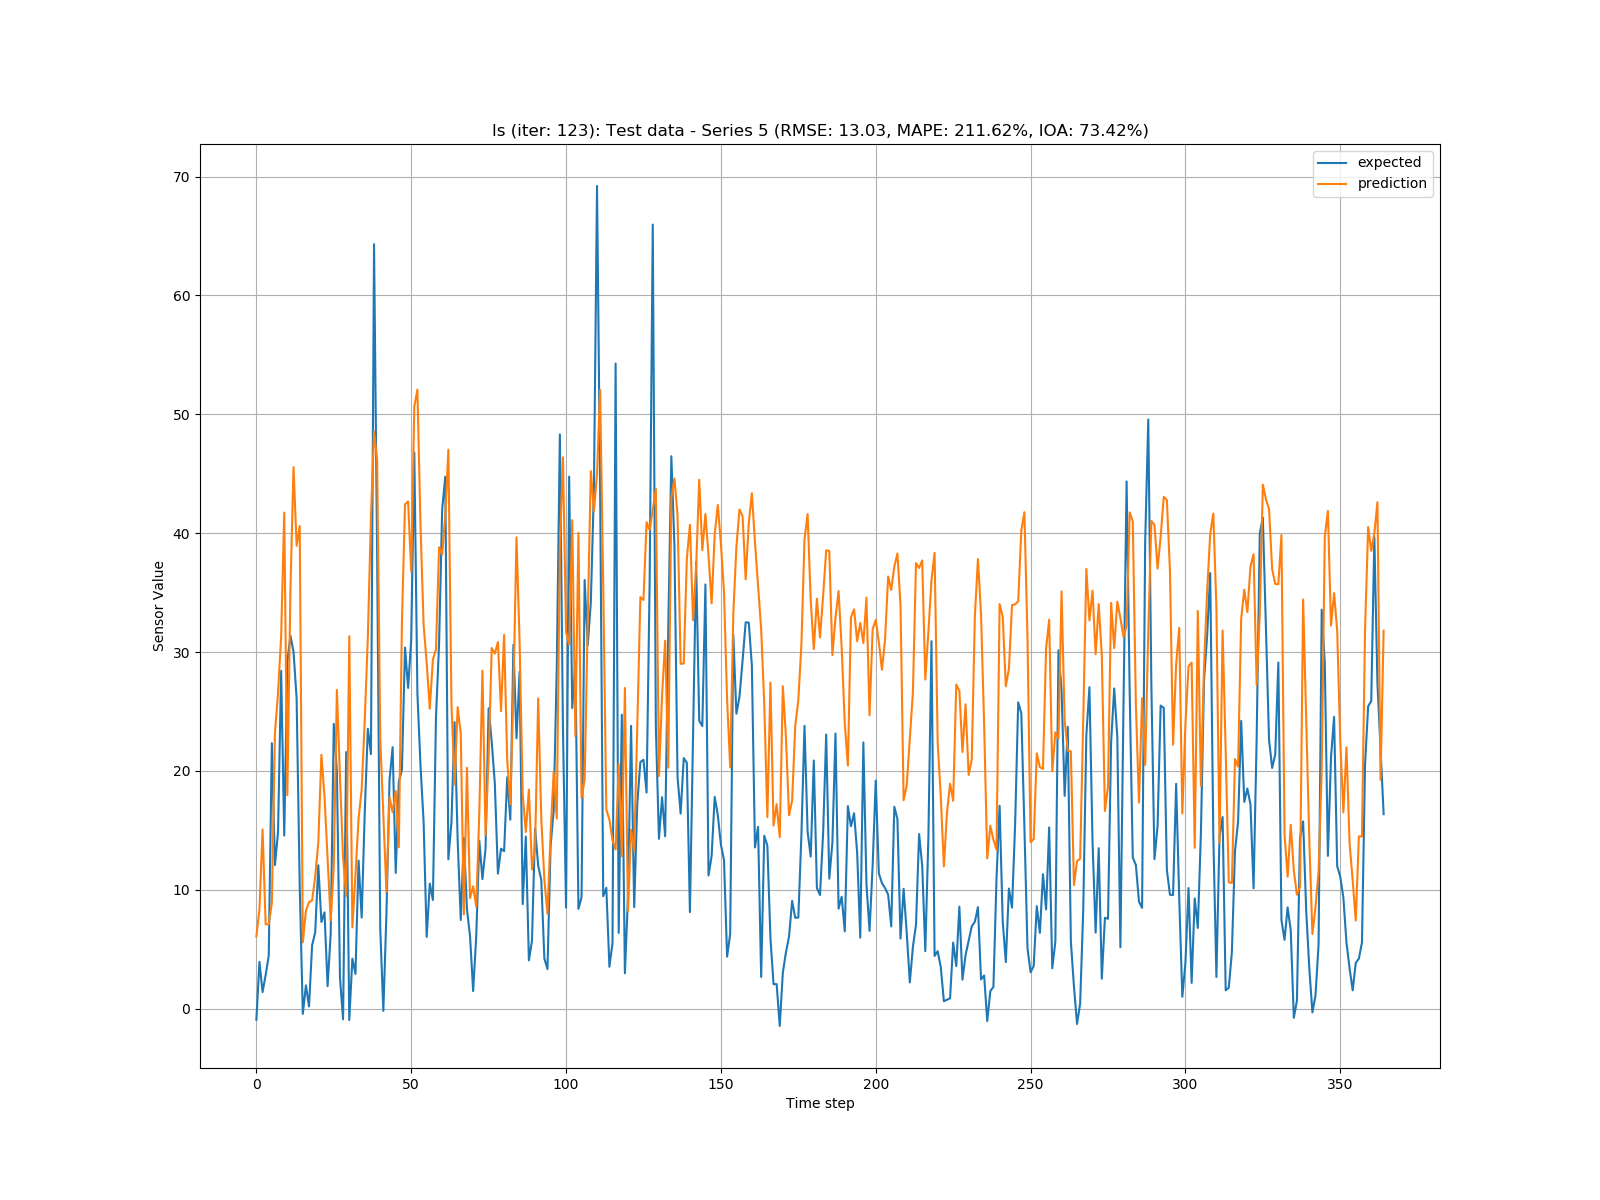 ls (iter: 123): Test data - Series 5 (RMSE: 13.03, MAPE: 211.62%, IOA: 73.42%)
expected
prediction
70
60
50
40
30
20
10
0
Sensor Value
0 50 100 150 200 250 300 350
Time step